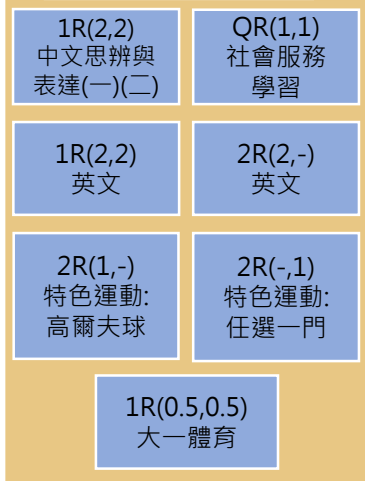 1R(2,2)
中文思辨與
表達(一)(二)
QR(1,1)
社會服務
學習
1R(2,2)
英文
2R(2,-)
英文
2R(1,-)
特色運動:
高爾夫球
2R(-,1)
特色運動:
任選一門
1R(0.5,0.5)
大一體育